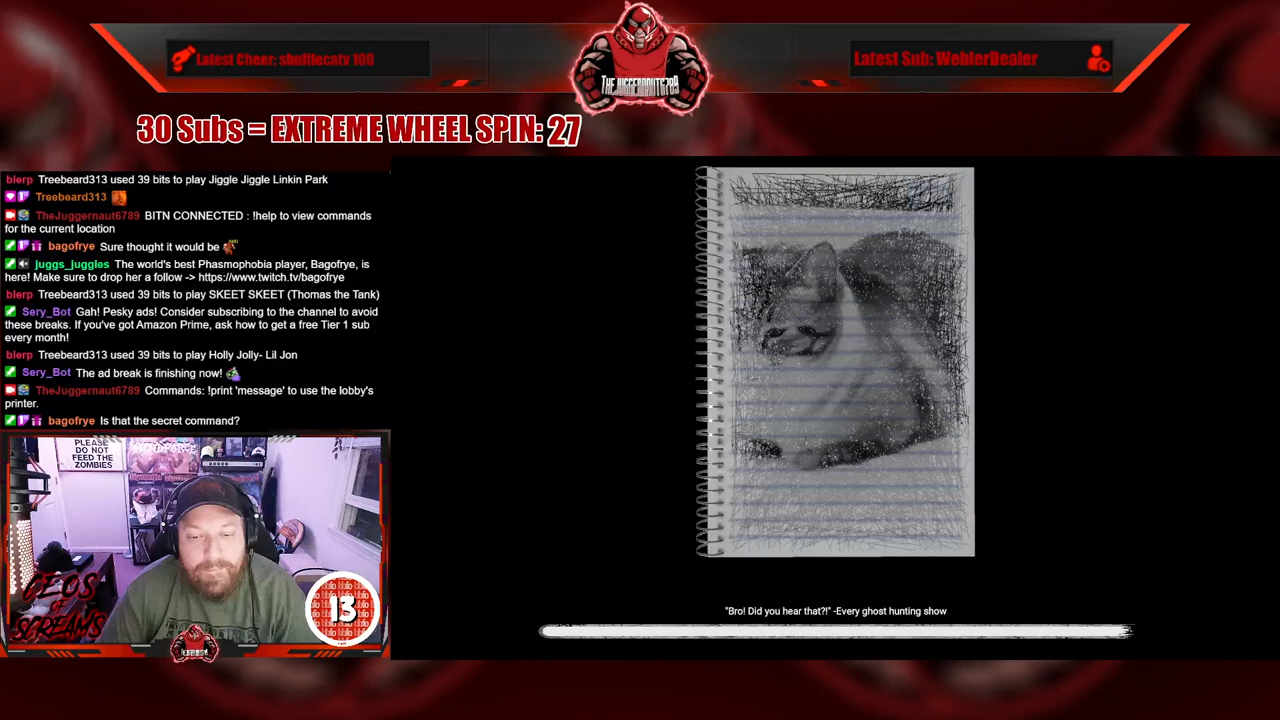 Latest Cheer: shufflecatv 100
THEJUGGERNAUT6789
Latest Sub: WehlerDealer
30 Subs = EXTREME WHEEL SPIN: 27
blerp Treebeard313 used 39 bits to play Jiggle Jiggle Linkin Park
Treebeard313
TheJuggernaut6789 BITN CONNECTED : !help to view commands
for the current location
bagofrye Sure thought it would be
juggs_juggles The world's best Phasmophobia player, Bagofrye, is
here! Make sure to drop her a follow -> https://www.twitch.tv/bagofrye
blerp Treebeard313 used 39 bits to play SKEET SKEET (Thomas the Tank)
Sery_Bot Gah! Pesky ads! Consider subscribing to the channel to avoid
these breaks. If you've got Amazon Prime, ask how to get a free Tier 1 sub
every month!
blerp Treebeard313 used 39 bits to play Holly Jolly- Lil Jon
Sery_Bot The ad break is finishing now!
TheJuggernaut6789 Commands: !print 'message' to use the lobby's
printer.
bagofrye Is that the secret command?
PLEASE
DO NOT
FEED THE
ZOMBIES
CEOS
OF
SCREAMS
13
"Bro! Did you hear that?!" -Every ghost hunting show